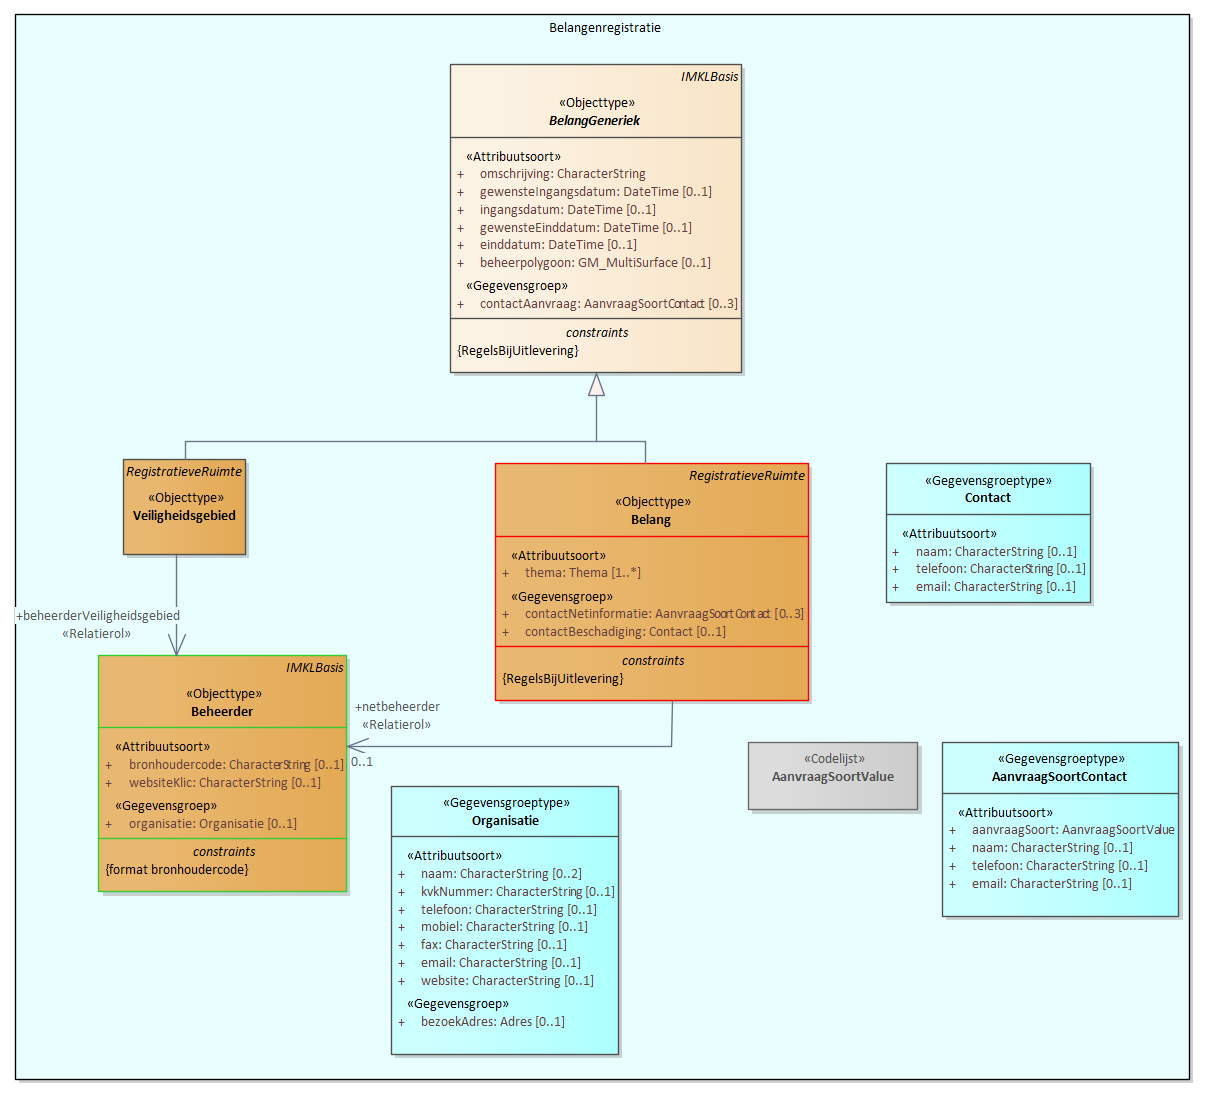 Belangenregistratie
IMKLBasis
«Objecttype»
BelangGeneriek
«Attribuutsoort»
+ omschrijving: CharacterString
+ gewensteIngangsdatum: DateTime [0..1]
+ ingangsdatum: DateTime [0..1]
+ gewensteEinddatum: DateTime [0..1]
+ einddatum: DateTime [0..1]
+ beheerpolygoon: GM_MultiSurface [0..1]
«Gegevensgroep»
+ contactAanvraag: AanvraagSoortContact [0..3]
constraints
{RegelsBijUitlevering}
RegistratieveRuimte
«Objecttype»
Veiligheidsgebied
RegistratieveRuimte
«Objecttype»
Belang
«Attribuutsoort»
+ thema: Thema [1..*]
«Gegevensgroep»
+ contactNetinformatie: AanvraagSoortContact [0..3]
+ contactBeschadiging: Contact [0..1]
constraints
{RegelsBijUitlevering}
«Gegevensgroeptype»
Contact
«Attribuutsoort»
+ naam: CharacterString [0..1]
+ telefoon: CharacterString [0..1]
+ email: CharacterString [0..1]
+beheerderVeiligheidsgebied
«Relatierol»
IMKLBasis
«Objecttype»
Beheerder
«Attribuutsoort»
+ bronhoudercode: CharacterString [0..1]
+ websiteKlic: CharacterString [0..1]
«Gegevensgroep»
+ organisatie: Organisatie [0..1]
constraints
{format bronhoudercode}
+netbeheerder
«Relatierol»
0..1
«Gegevensgroeptype»
Organisatie
«Attribuutsoort»
+ naam: CharacterString [0..2]
+ kvkNummer: CharacterString [0..1]
+ telefoon: CharacterString [0..1]
+ mobiel: CharacterString [0..1]
+ fax: CharacterString [0..1]
+ email: CharacterString [0..1]
+ website: CharacterString [0..1]
«Gegevensgroep»
+ bezoekAdres: Adres [0..1]
«Codelijst»
AanvraagSoortValue
«Gegevensgroeptype»
AanvraagSoortContact
«Attribuutsoort»
+ aanvraagSoort: AanvraagSoortValue
+ naam: CharacterString [0..1]
+ telefoon: CharacterString [0..1]
+ email: CharacterString [0..1]